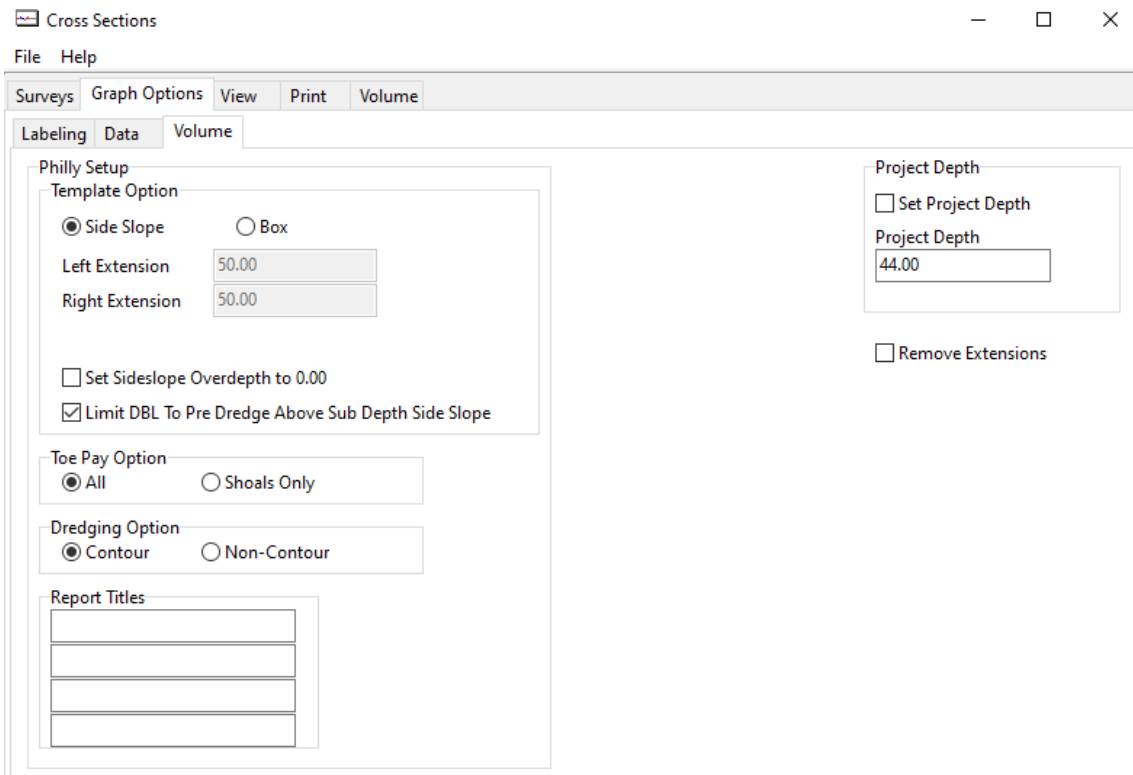 Cross Sections
File Help
Surveys Graph Options View Print Volume
Labeling Data Volume
Philly Setup
Template Option
Side Slope Box
Left Extension 50.00
Right Extension 50.00
Set Sideslope Overdepth to 0.00
Limit DBL To Pre Dredge Above Sub Depth Side Slope
Toe Pay Option
All Shoals Only
Dredging Option
Contour Non-Contour
Report Titles
Project Depth
Set Project Depth
Project Depth
44.00
Remove Extensions